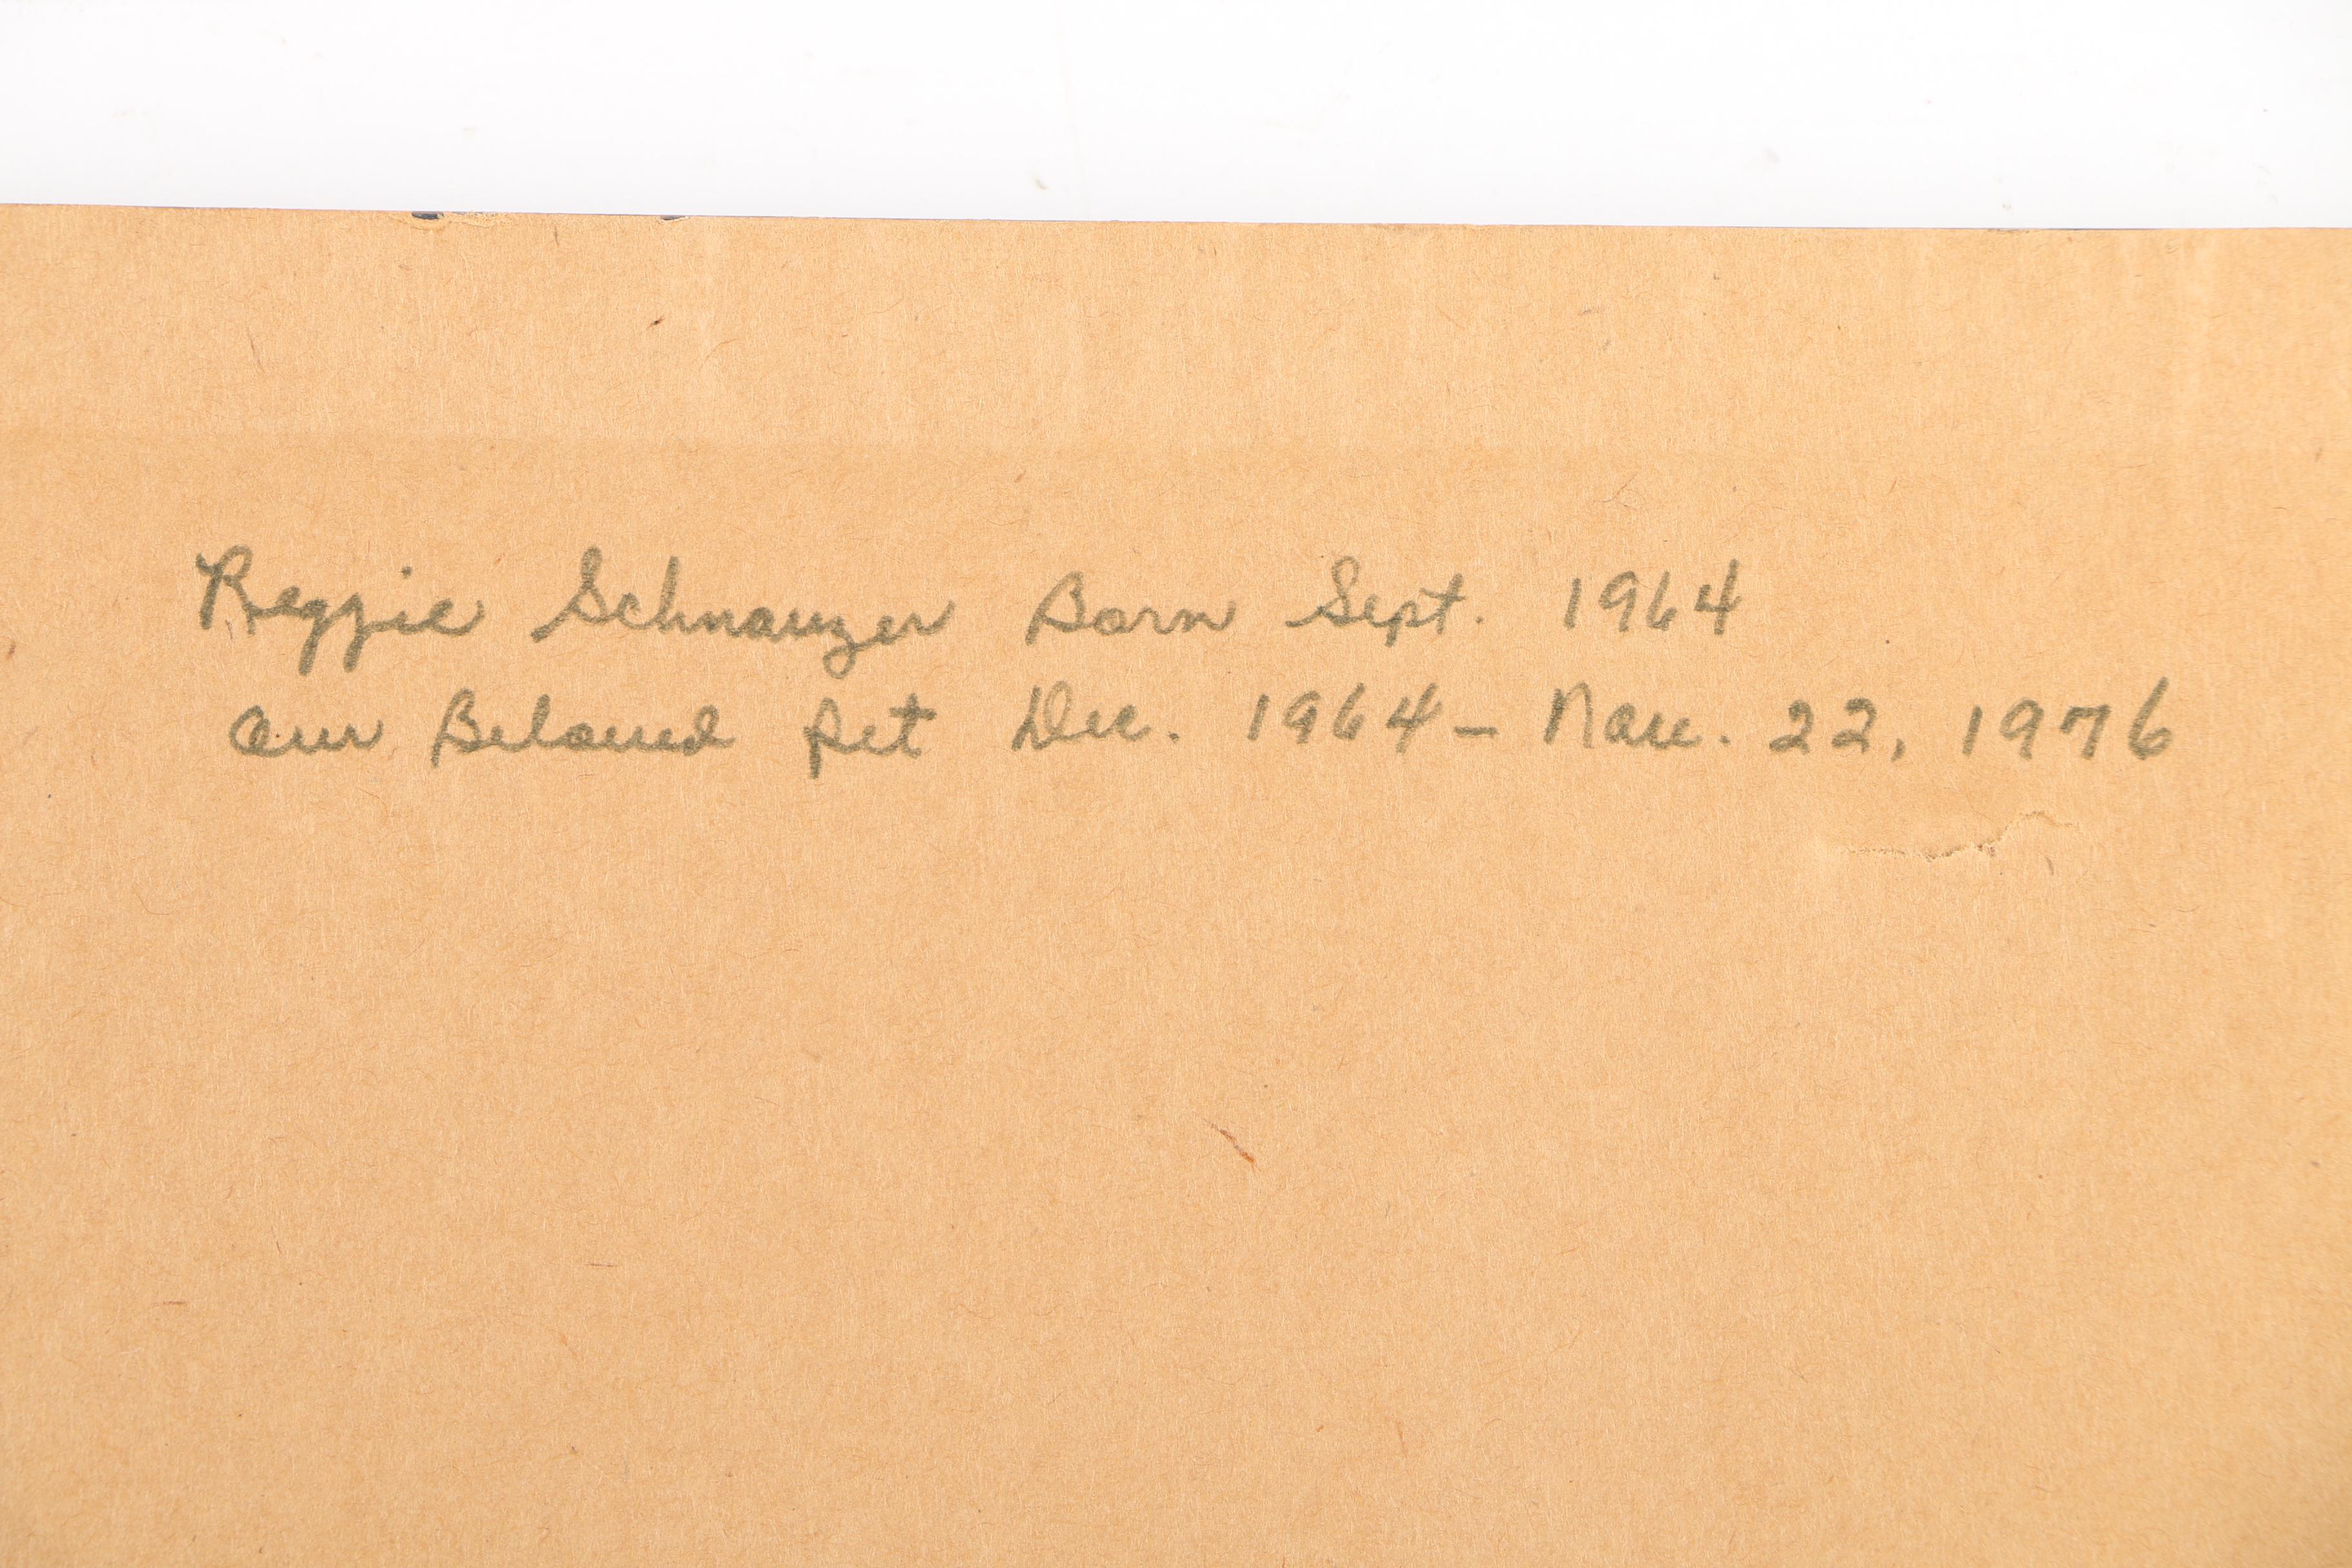 Reggie Schnauzer Born Sept. 1964
Our Beloved Pet Dec. 1964 - Nov. 22, 1976